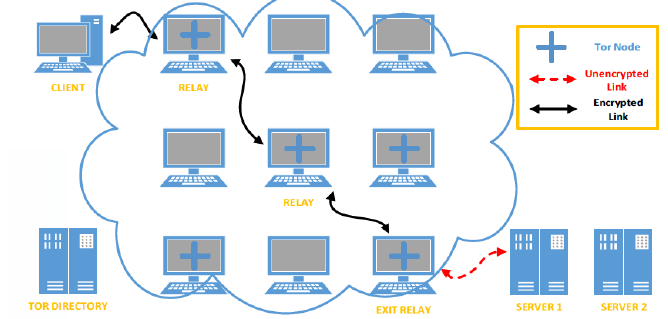 Tor Node
Unencrypted
Link
Encrypted
Link
CLIENT
RELAY
RELAY
TOR DIRECTORY
EXIT RELAY
SERVER 1
SERVER 2